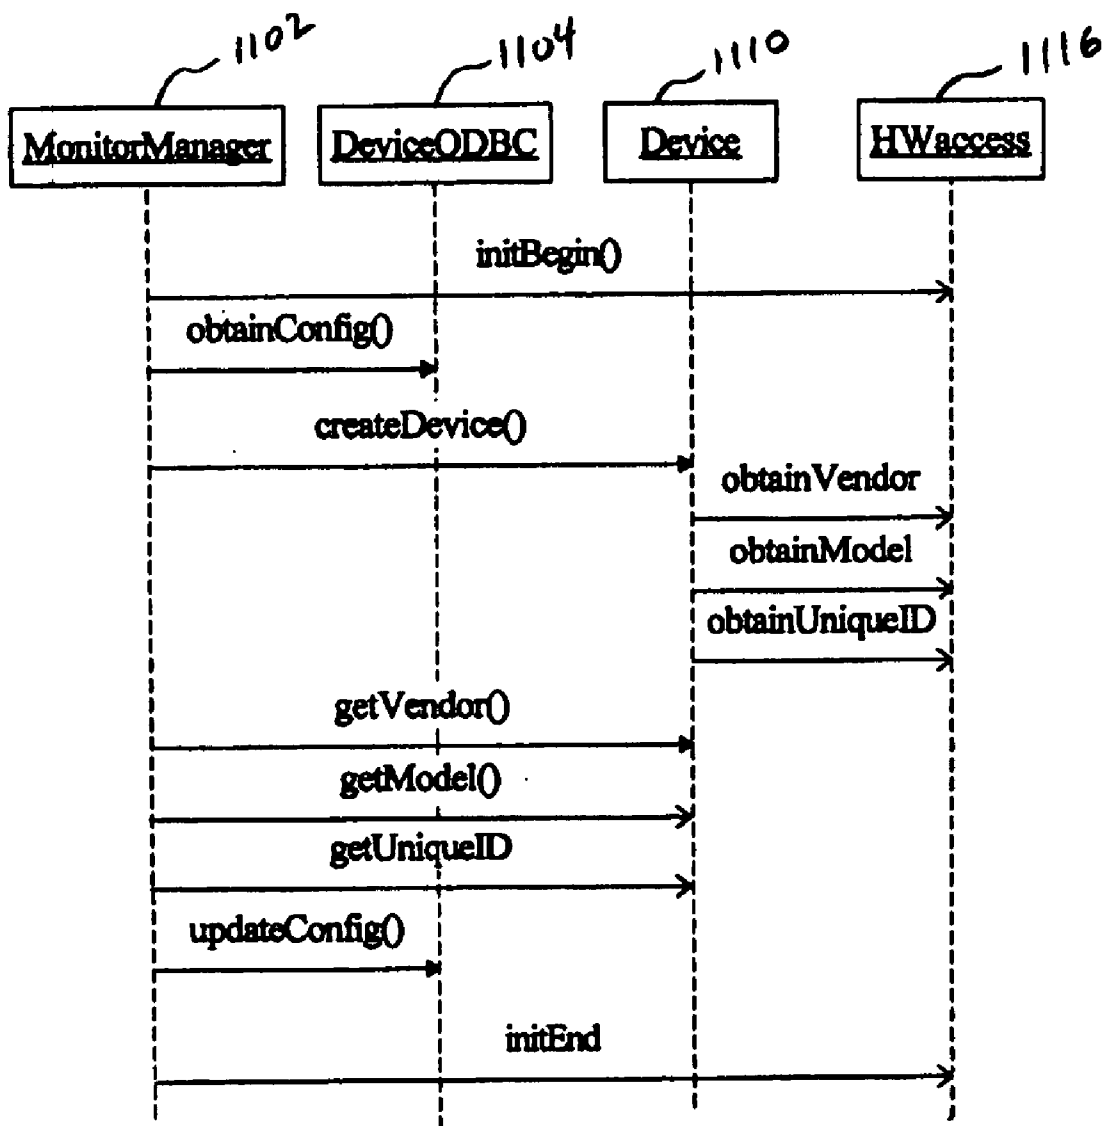 1102 1104 1110 1116
MonitorManager DeviceODBC Device HWaccess
initBegin()
obtainConfig()
createDevice()
obtainVendor
obtainModel
obtainUniqueID
getVendor()
getModel()
getUniqueID
updateConfig()
initEnd